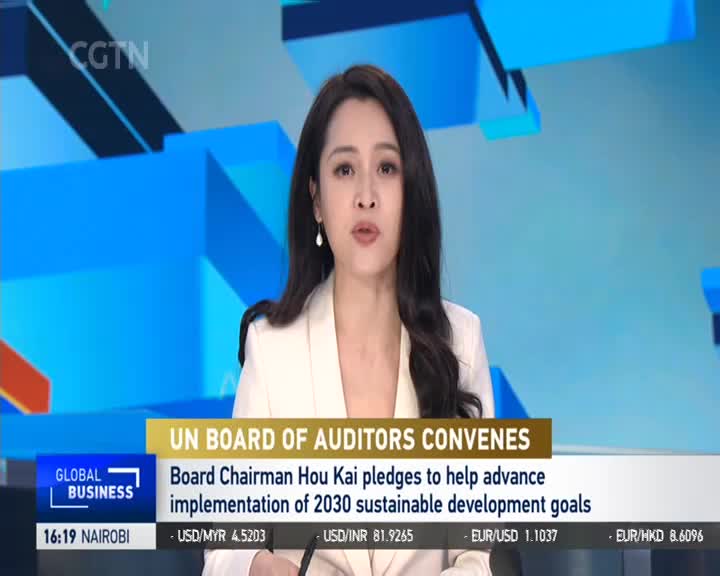 CGTN
UN BOARD OF AUDITORS CONVENES
GLOBAL
BUSINESS
Board Chairman Hou Kai pledges to help advance
implementation of 2030 sustainable development goals
16:19 NAIROBI
- USD/MYR 4.5203 - USD/INR 81.9265 - EUR/USD 1.1037 - EUR/HKD 8.6096